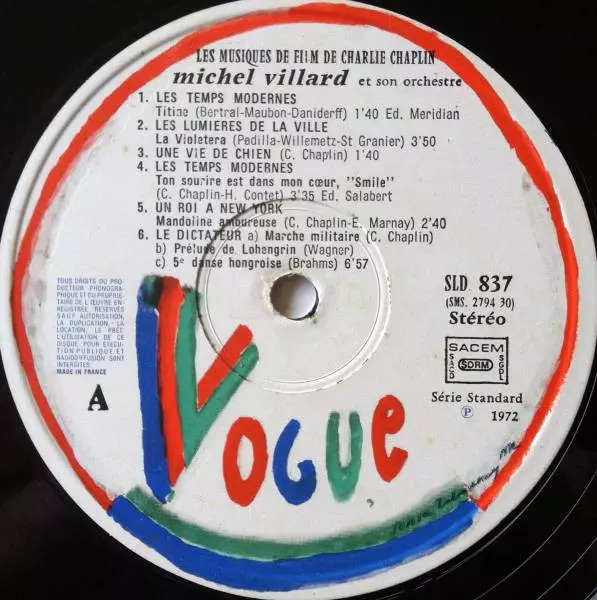 LES MUSIQUES DE FILM DE CHARLIE CHAPLIN
michel villard et son orchestre
1. LES TEMPS MODERNES
Titine (Bertral-Maubon-Daniderff) 1'40 Ed. Meridian
2. LES LUMIERES DE LA VILLE
La Violetera (Pedilla-Willemetz-St Granier) 3'50
3. UNE VIE DE CHIEN (C. Chaplin) 1'40
4. LES TEMPS MODERNES
Ton sourire est dans mon cœur, "Smile"
(C. Chaplin-H. Contet) 3'35 Ed. Salabert
5. UN ROI A NEW YORK
Mandoline amoureuse (C. Chaplin-E. Marnay) 2'40
6. LE DICTATEUR a) Marche militaire (C. Chaplin)
b) Prélude de Lohengrin (Wagner)
c) 5e danse hongroise (Brahms) 6'57
TOUS DROITS DU PRO-
DUCTEUR PHONOGRA-
PHIQUE ET DU PROPRIE-
TAIRE DE L'ŒUVRE EN-
REGISTREE RESERVES
SAUF AUTORISATION,
LA DUPLICATION, LA
LOCATION, LE PRÊT,
L'UTILISATION DE CE
DISQUE, POUR EXECU-
TION PUBLIQUE ET
RADIODIFFUSION SONT
INTERDITES.
MADE IN FRANCE
A
SLD. 837
(SMS. 2794 30)
Stéréo
SACEM
SACD
SDRM
SGDL
Série Standard
℗ 1972
VOGUE